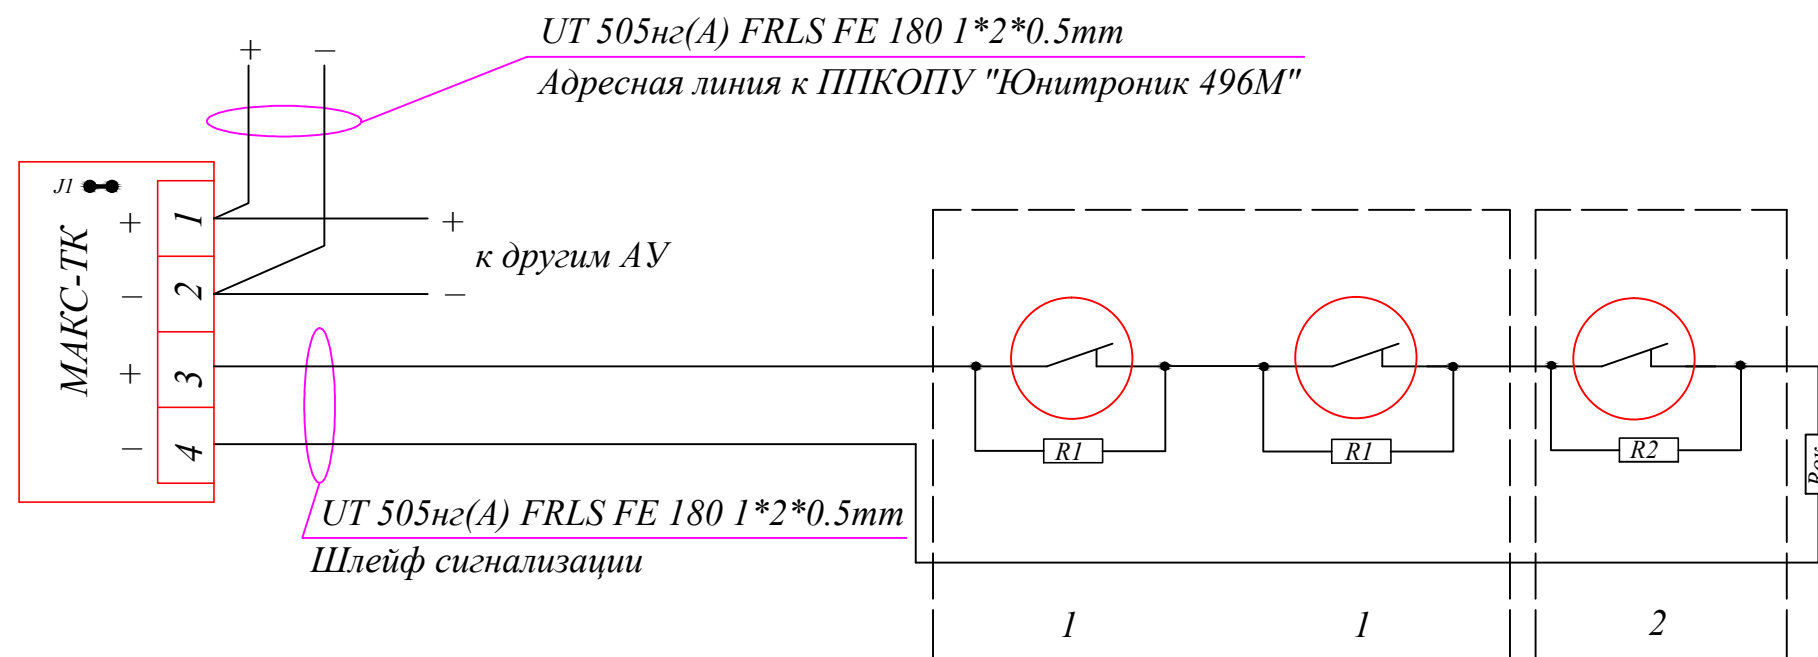 UT 505нг(А) FRLS FE 180 1*2*0.5mm
Адресная линия к ППКОПУ "Юнитроник 496М"
+ −
J1
МАКС-ТК
+ 1 +
к другим АУ
− 2 −
+ 3
− 4
R1 R1 R2
UT 505нг(А) FRLS FE 180 1*2*0.5mm
Шлейф сигнализации
1 1 2